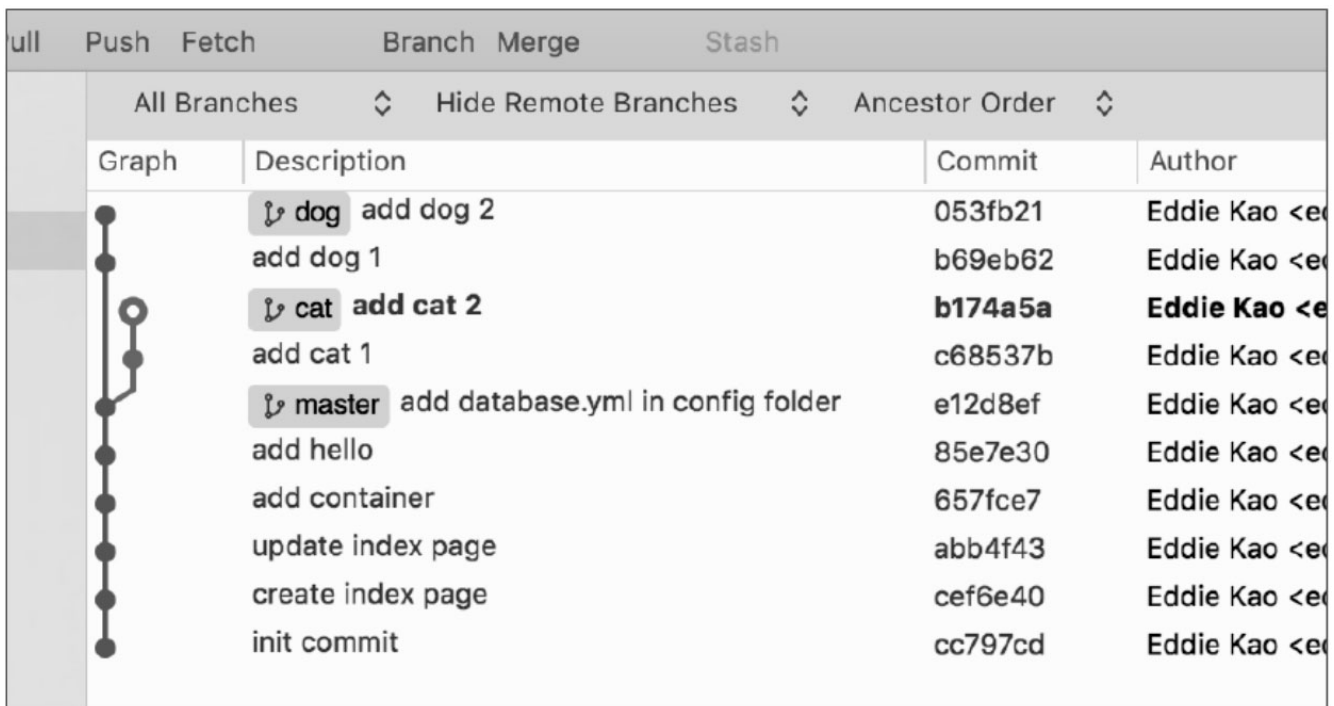 Push Fetch Branch Merge Stash
All Branches Hide Remote Branches Ancestor Order
Graph Description Commit Author
dog add dog 2 053fb21 Eddie Kao
add dog 1 b69eb62 Eddie Kao
cat add cat 2 b174a5a Eddie Kao
add cat 1 c68537b Eddie Kao
master add database.yml in config folder e12d8ef Eddie Kao
add hello 85e7e30 Eddie Kao
add container 657fce7 Eddie Kao
update index page abb4f43 Eddie Kao
create index page cef6e40 Eddie Kao
init commit cc797cd Eddie Kao